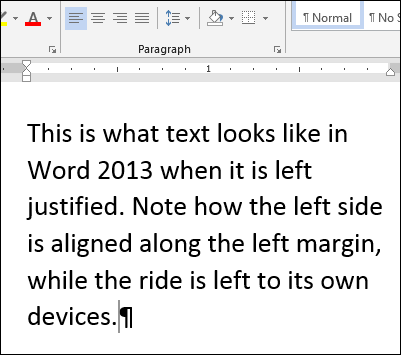 ¶ Normal ¶ No S
Paragraph
1
This is what text looks like in
Word 2013 when it is left
justified. Note how the left side
is aligned along the left margin,
while the ride is left to its own
devices.¶